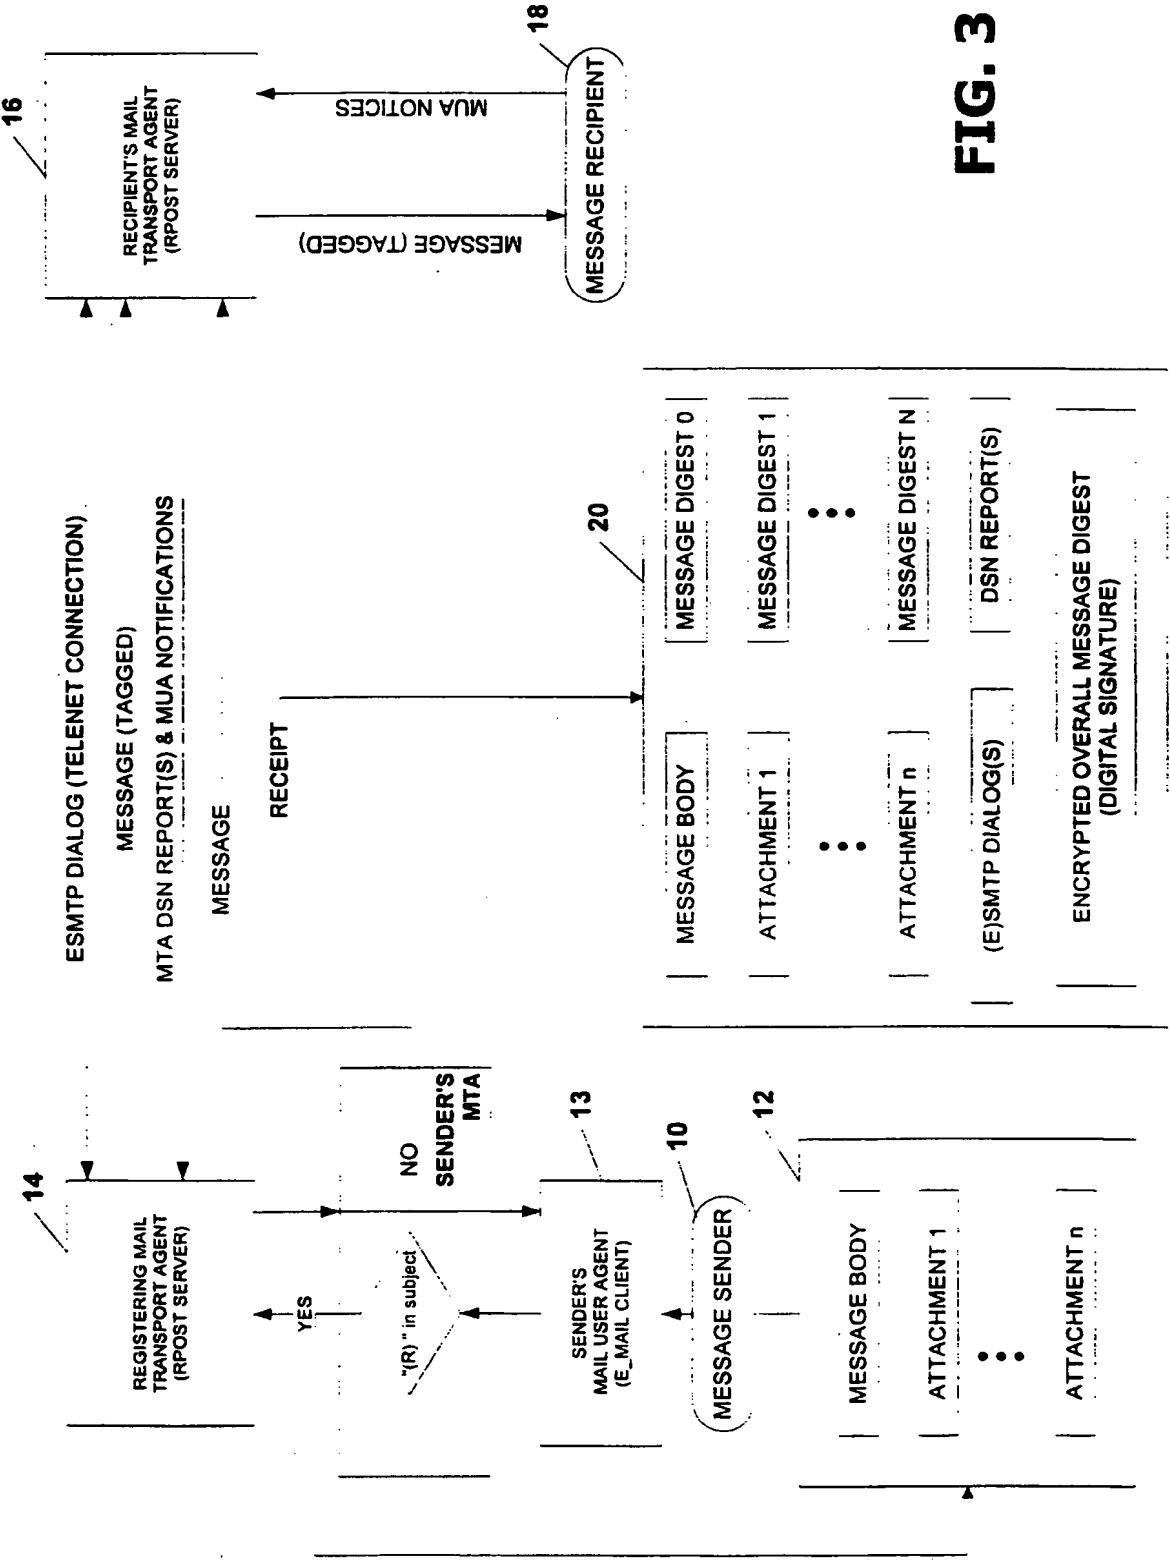 14
REGISTERING MAIL
TRANSPORT AGENT
(RPOST SERVER)
YES
"(R) " in subject
NO
SENDER'S
MTA
13
SENDER'S
MAIL USER AGENT
(E_MAIL CLIENT)
10
MESSAGE SENDER
12
MESSAGE BODY
ATTACHMENT 1
ATTACHMENT n
ESMTP DIALOG (TELENET CONNECTION)
MESSAGE (TAGGED)
MTA DSN REPORT(S) & MUA NOTIFICATIONS
MESSAGE
RECEIPT
20
MESSAGE BODY
MESSAGE DIGEST 0
ATTACHMENT 1
MESSAGE DIGEST 1
ATTACHMENT n
MESSAGE DIGEST N
(E)SMTP DIALOG(S)
DSN REPORT(S)
ENCRYPTED OVERALL MESSAGE DIGEST
(DIGITAL SIGNATURE)
16
RECIPIENT'S MAIL
TRANSPORT AGENT
(RPOST SERVER)
MESSAGE (TAGGED)
MUA NOTICES
18
MESSAGE RECIPIENT
FIG. 3